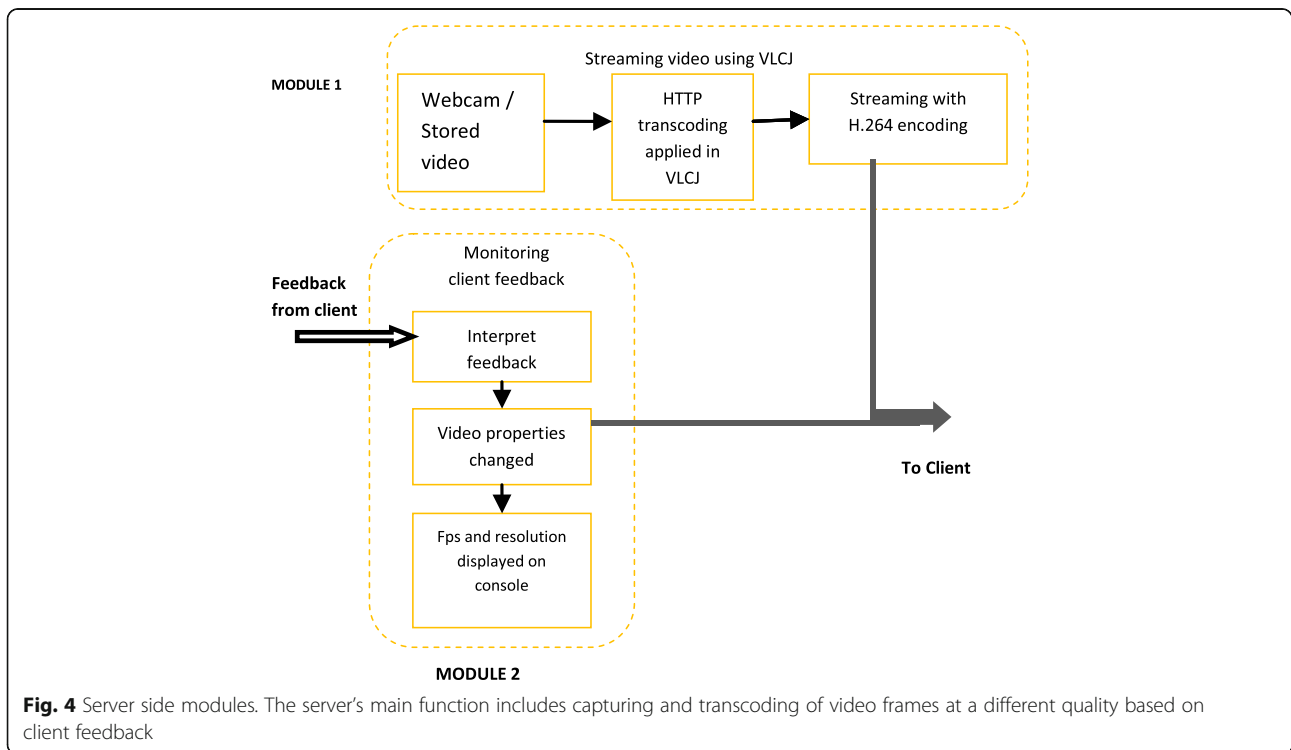 MODULE 1
Streaming video using VLCJ
Webcam /
Stored
video
HTTP
transcoding
applied in
VLCJ
Streaming with
H.264 encoding
Monitoring
client feedback
Feedback
from client
Interpret
feedback
Video properties
changed
To Client
Fps and resolution
displayed on
console
MODULE 2
Fig. 4 Server side modules. The server’s main function includes capturing and transcoding of video frames at a different quality based on
client feedback